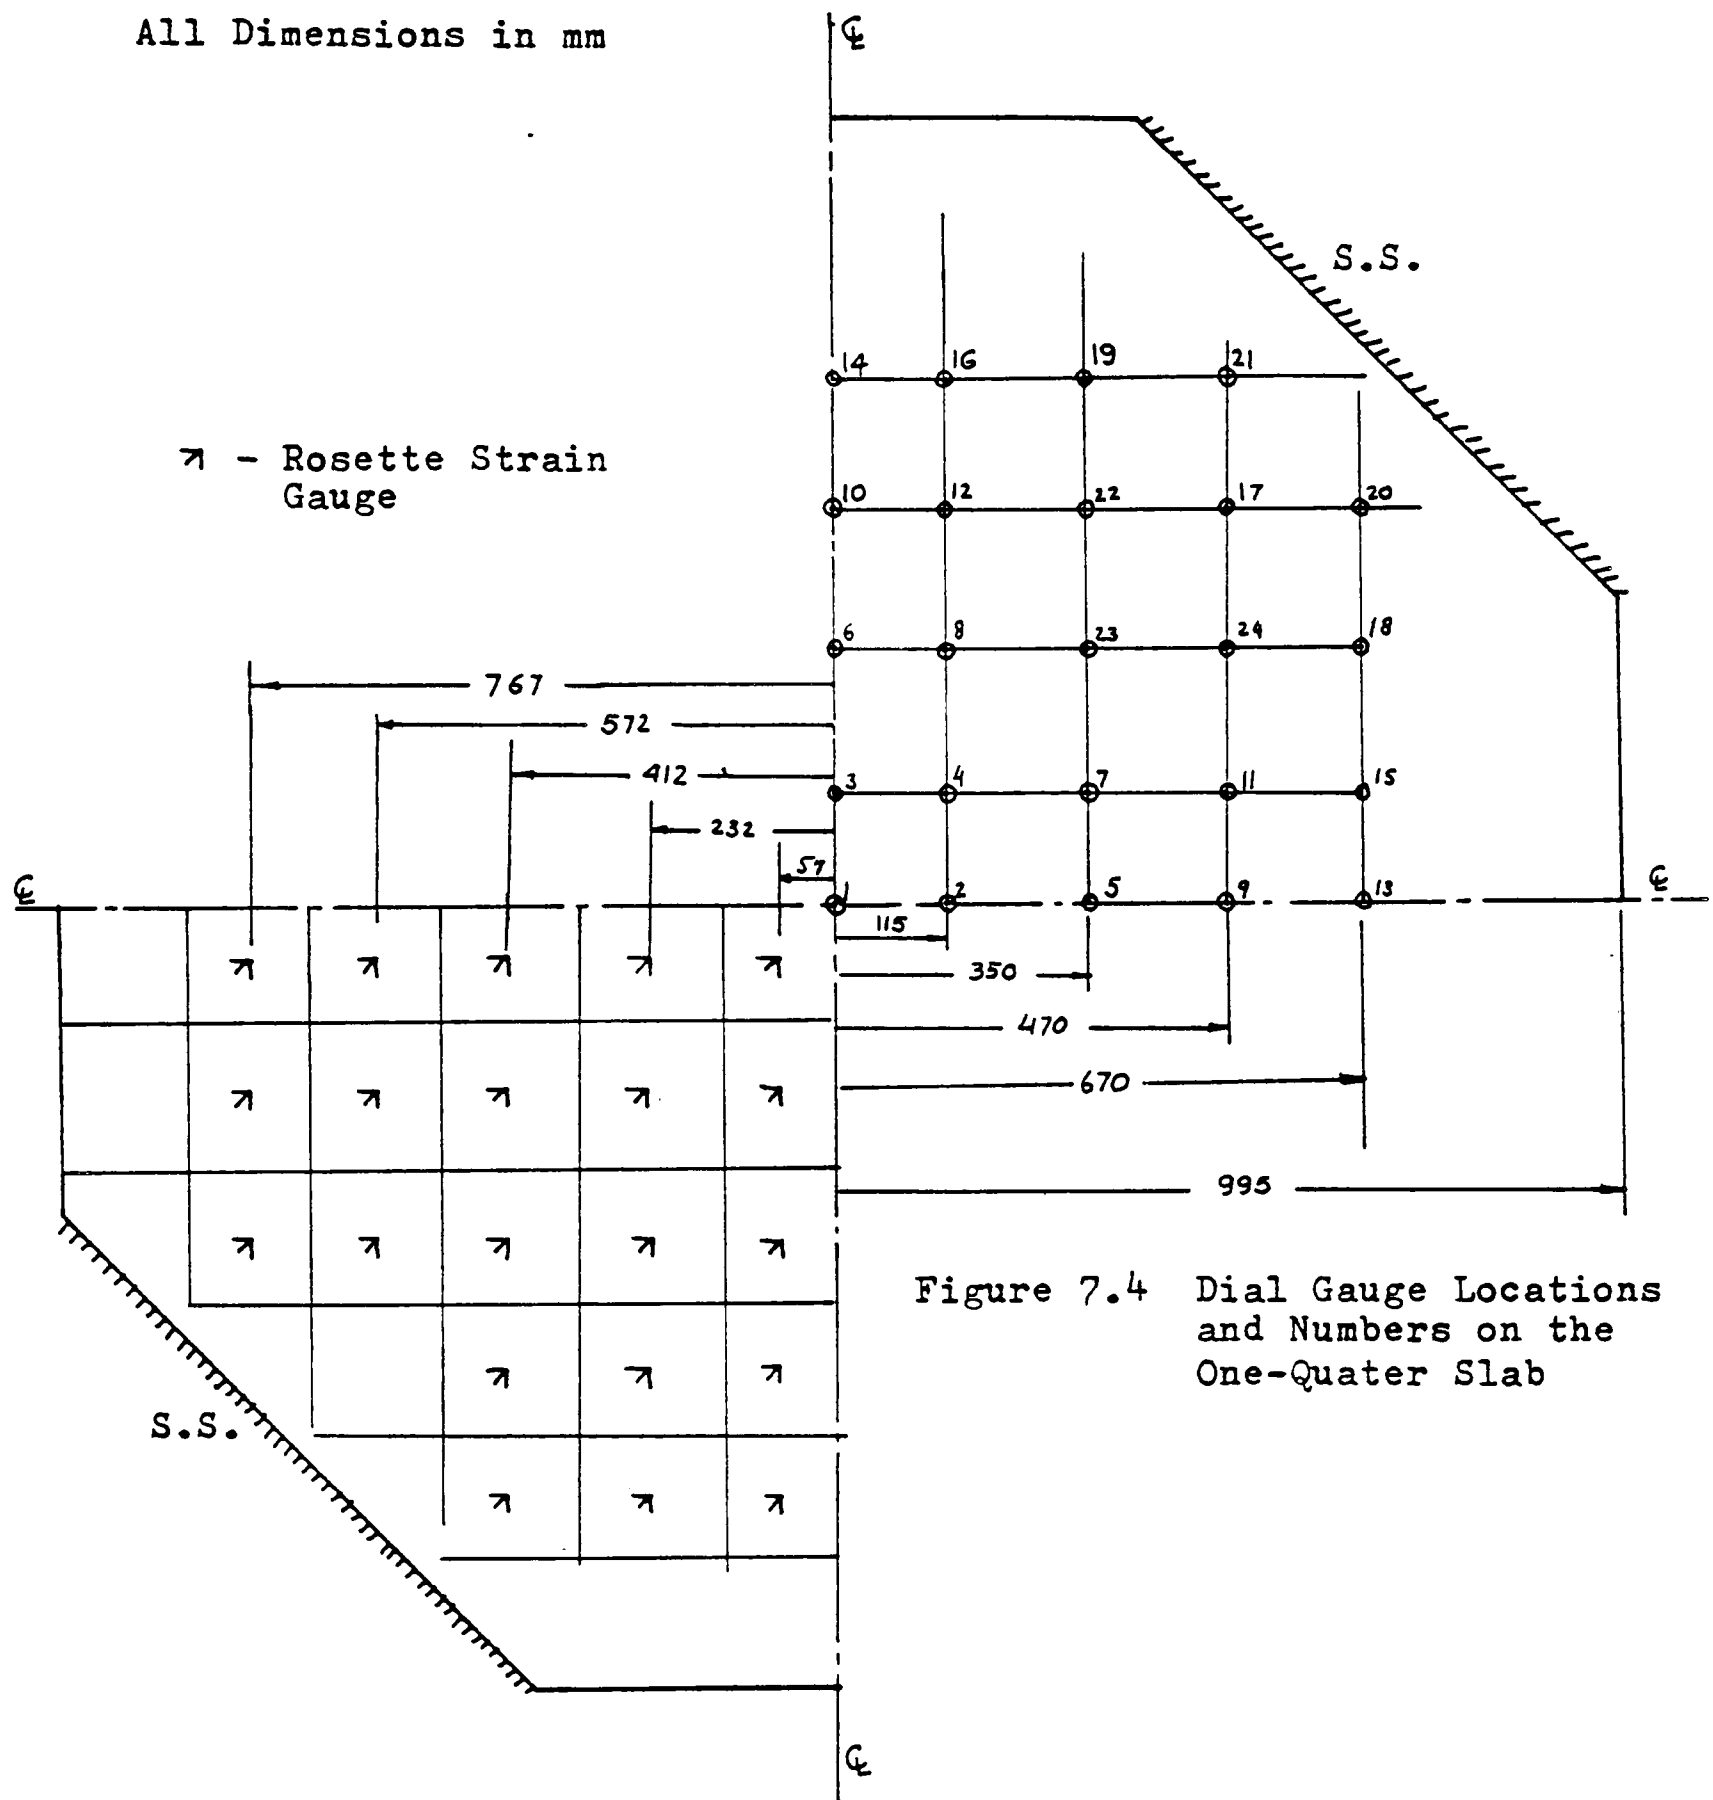 All Dimensions in mm
℄
S.S.
14 16 19 21
↗ - Rosette Strain
Gauge
10 12 22 17 20
6 8 23 24 18
767
572
412
3 4 7 11 15
232
57
℄ 1 2 5 9 13 ℄
115
350
470
670
995
Figure 7.4 Dial Gauge Locations
and Numbers on the
One-Quater Slab
S.S.
℄